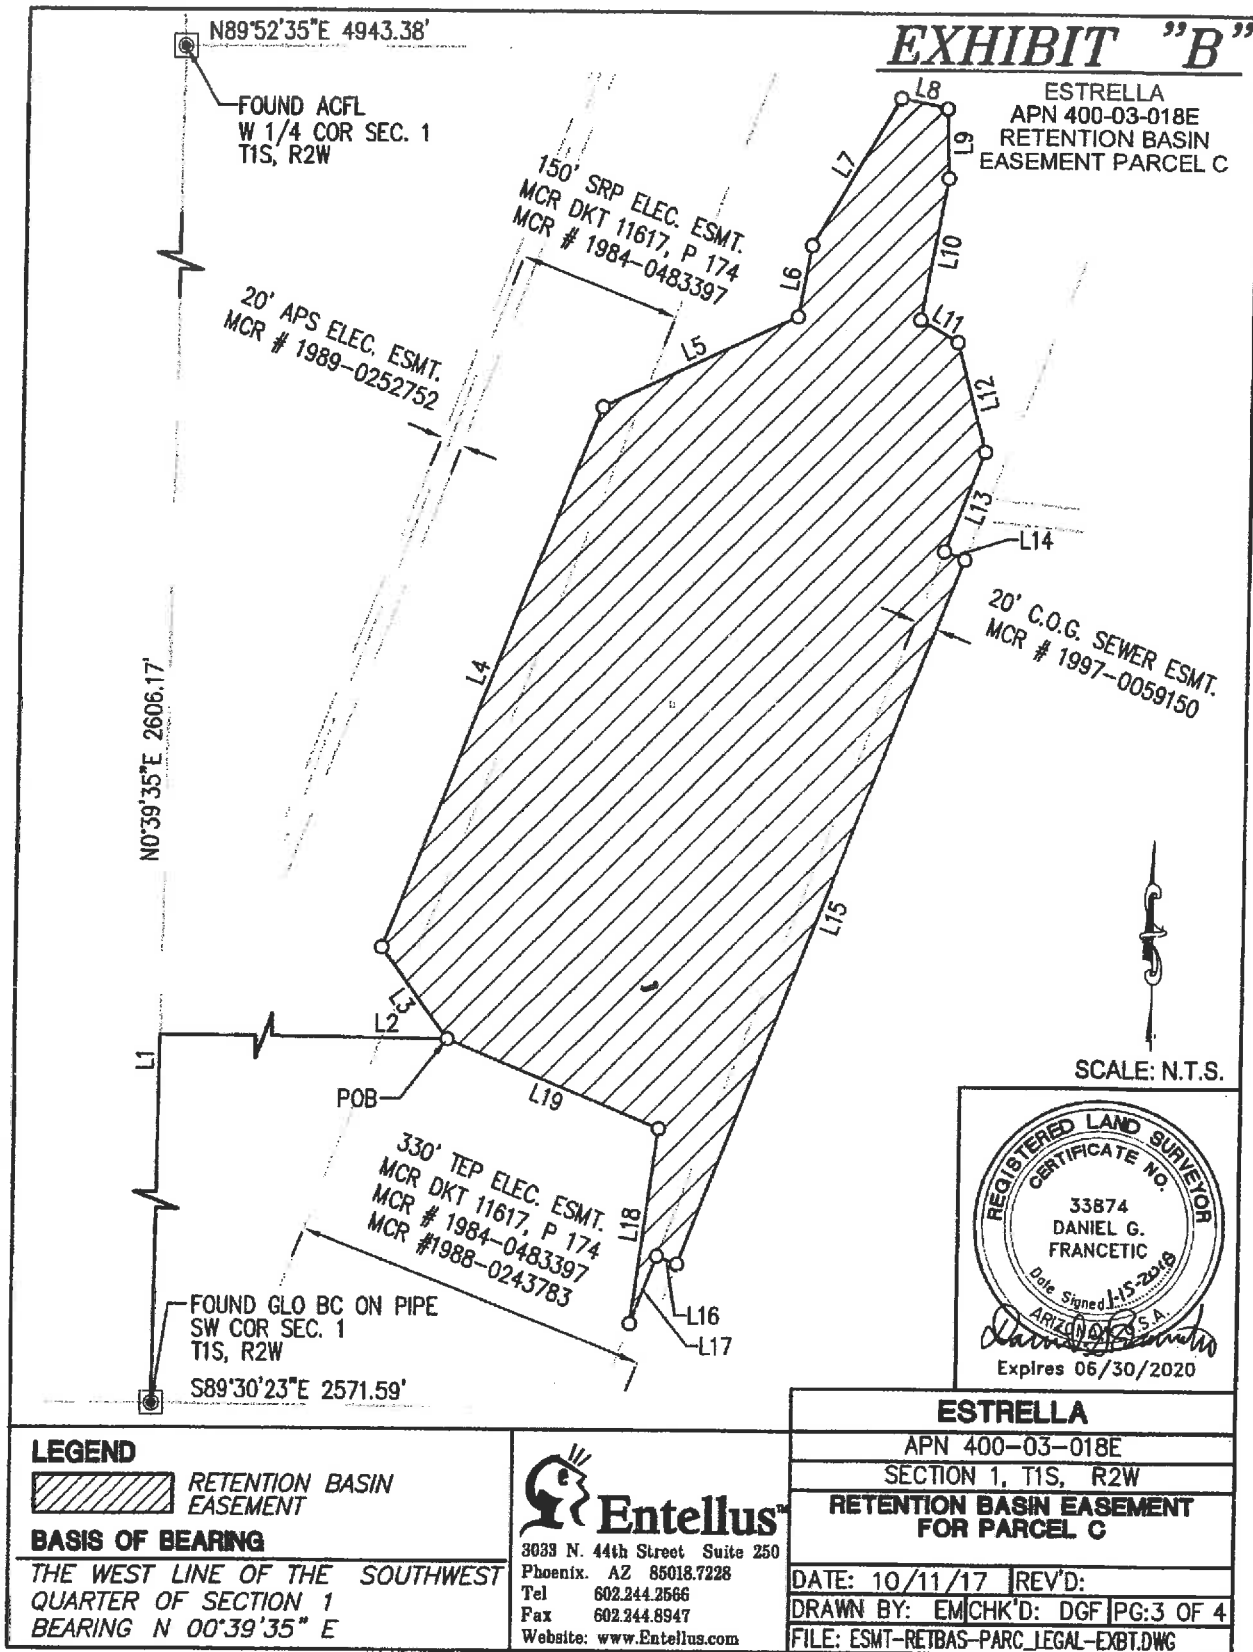 N89°52'35"E 4943.38'
EXHIBIT "B"
ESTRELLA
APN 400-03-018E
RETENTION BASIN
EASEMENT PARCEL C
FOUND ACFL
W 1/4 COR SEC. 1
T1S, R2W
150' SRP ELEC. ESMT.
MCR DKT 11617, P 174
MCR # 1984-0483397
20' APS ELEC. ESMT.
MCR # 1989-0252752
L8
L9
L7
L10
L6
L11
L5
L12
L13
L14
20' C.O.G. SEWER ESMT.
MCR # 1997-0059150
L4
N0°39'35"E 2606.17'
L15
L3
L2
L1
POB
L19
SCALE: N.T.S.
330' TEP ELEC. ESMT.
MCR DKT 11617, P 174
MCR # 1984-0483397
MCR #1988-0243783
L18
L16
L17
FOUND GLO BC ON PIPE
SW COR SEC. 1
T1S, R2W
S89°30'23"E 2571.59'
REGISTERED LAND SURVEYOR
CERTIFICATE NO.
33874
DANIEL G.
FRANCETIC
Date Signed 1-15-2018
ARIZONA, U.S.A.
Expires 06/30/2020
LEGEND
RETENTION BASIN
EASEMENT
BASIS OF BEARING
THE WEST LINE OF THE SOUTHWEST
QUARTER OF SECTION 1
BEARING N 00°39'35" E
Entellus™
3033 N. 44th Street Suite 250
Phoenix. AZ 85018.7228
Tel 602.244.2566
Fax 602.244.8947
Website: www.Entellus.com
ESTRELLA
APN 400-03-018E
SECTION 1, T1S, R2W
RETENTION BASIN EASEMENT
FOR PARCEL C
DATE: 10/11/17 REV'D:
DRAWN BY: EM CHK'D: DGF PG:3 OF 4
FILE: ESMT-RETBAS-PARC_LEGAL-EXBT.DWG